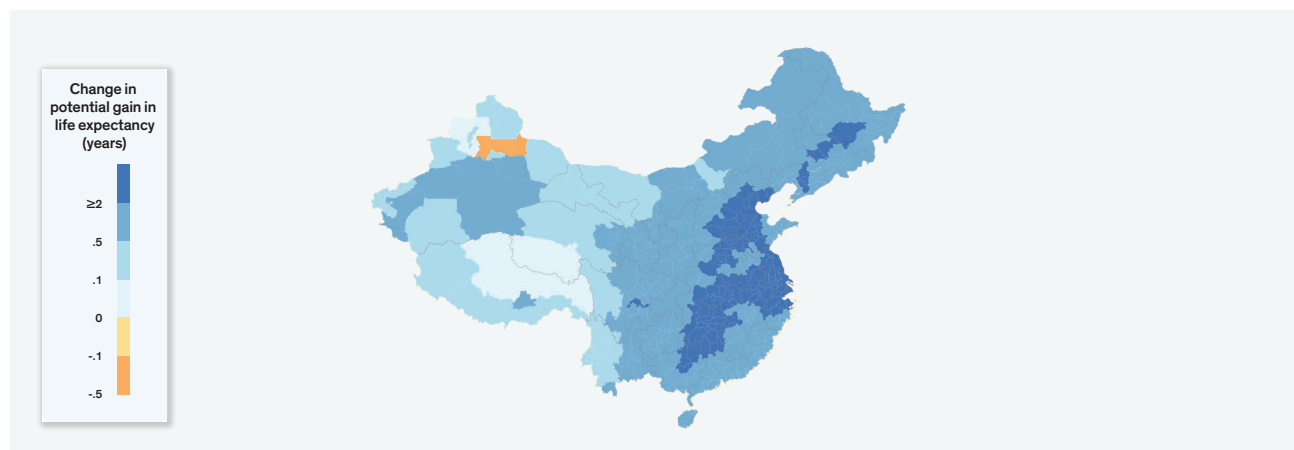 Change in
potential gain in
life expectancy
(years)
≥2
.5
.1
0
-.1
-.5